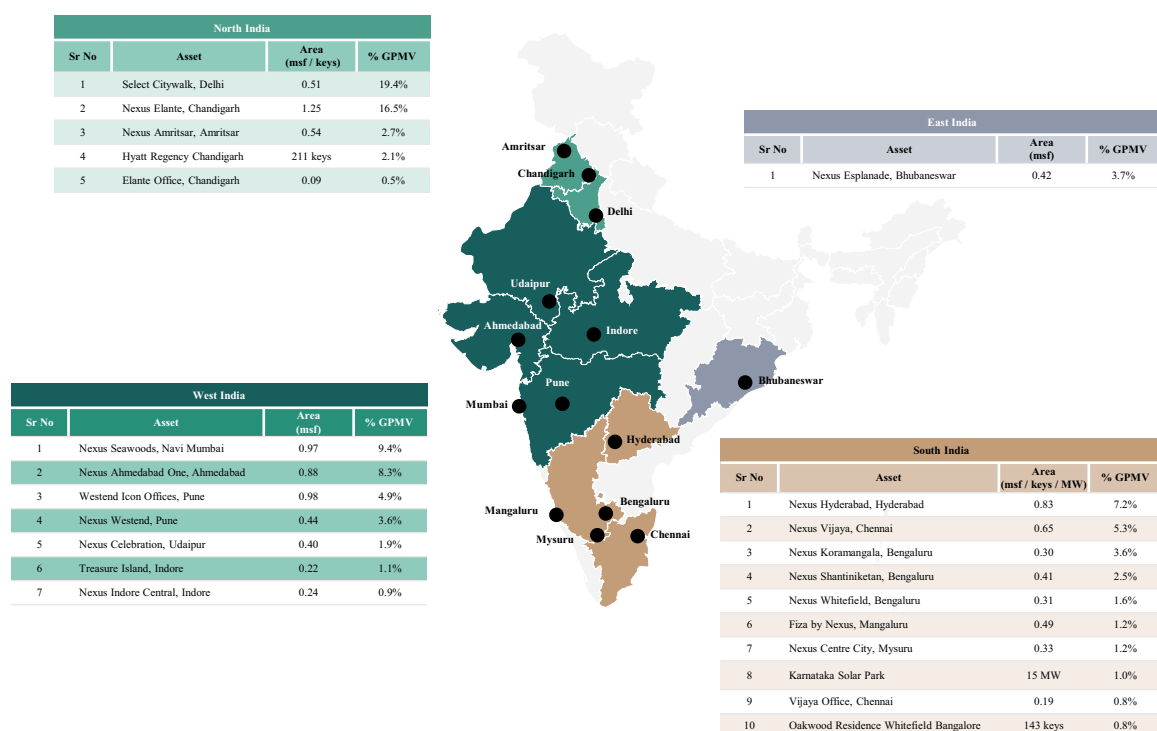 North India
Sr No Asset Area (msf / keys) % GPMV
1 Select Citywalk, Delhi 0.51 19.4%
2 Nexus Elante, Chandigarh 1.25 16.5%
3 Nexus Amritsar, Amritsar 0.54 2.7%
4 Hyatt Regency Chandigarh 211 keys 2.1%
5 Elante Office, Chandigarh 0.09 0.5%
East India
Sr No Asset Area (msf) % GPMV
1 Nexus Esplanade, Bhubaneswar 0.42 3.7%
Amritsar
Chandigarh
Delhi
Udaipur
Ahmedabad
Indore
Pune
Mumbai
Bhubaneswar
Hyderabad
Mangaluru
Bengaluru
Mysuru
Chennai
West India
Sr No Asset Area (msf) % GPMV
1 Nexus Seawoods, Navi Mumbai 0.97 9.4%
2 Nexus Ahmedabad One, Ahmedabad 0.88 8.3%
3 Westend Icon Offices, Pune 0.98 4.9%
4 Nexus Westend, Pune 0.44 3.6%
5 Nexus Celebration, Udaipur 0.40 1.9%
6 Treasure Island, Indore 0.22 1.1%
7 Nexus Indore Central, Indore 0.24 0.9%
South India
Sr No Asset Area (msf / keys / MW) % GPMV
1 Nexus Hyderabad, Hyderabad 0.83 7.2%
2 Nexus Vijaya, Chennai 0.65 5.3%
3 Nexus Koramangala, Bengaluru 0.30 3.6%
4 Nexus Shantiniketan, Bengaluru 0.41 2.5%
5 Nexus Whitefield, Bengaluru 0.31 1.6%
6 Fiza by Nexus, Mangaluru 0.49 1.2%
7 Nexus Centre City, Mysuru 0.33 1.2%
8 Karnataka Solar Park 15 MW 1.0%
9 Vijaya Office, Chennai 0.19 0.8%
10 Oakwood Residence Whitefield Bangalore 143 keys 0.8%